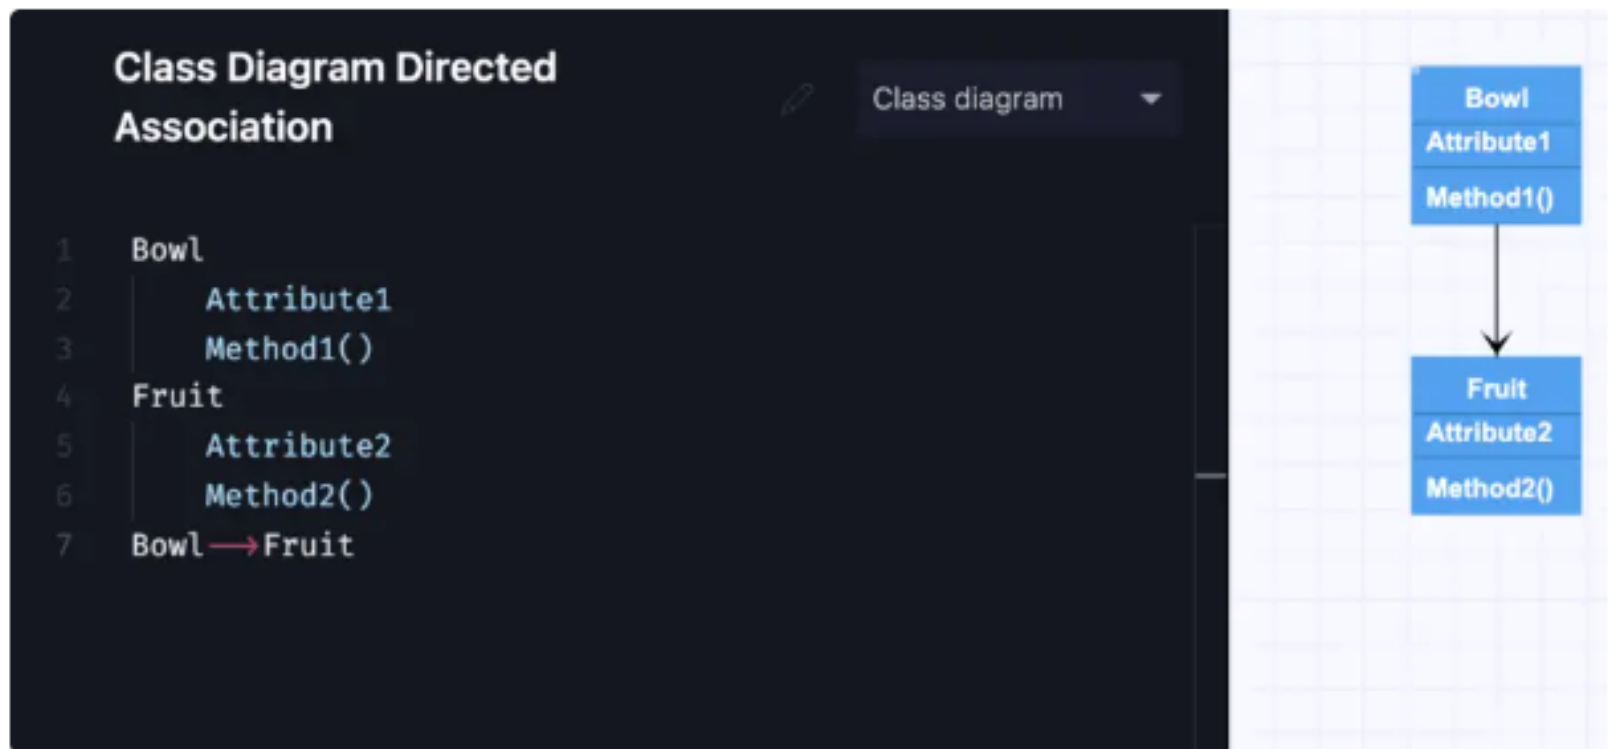 Class Diagram Directed
Association
Class diagram
1 Bowl
2 Attribute1
3 Method1()
4 Fruit
5 Attribute2
6 Method2()
7 Bowl⟶Fruit
Bowl
Attribute1
Method1()
Fruit
Attribute2
Method2()